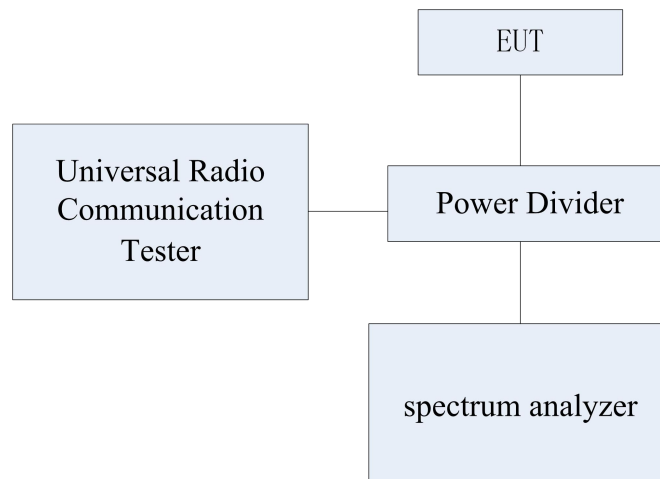 EUT
Universal Radio
Communication
Tester
Power Divider
spectrum analyzer